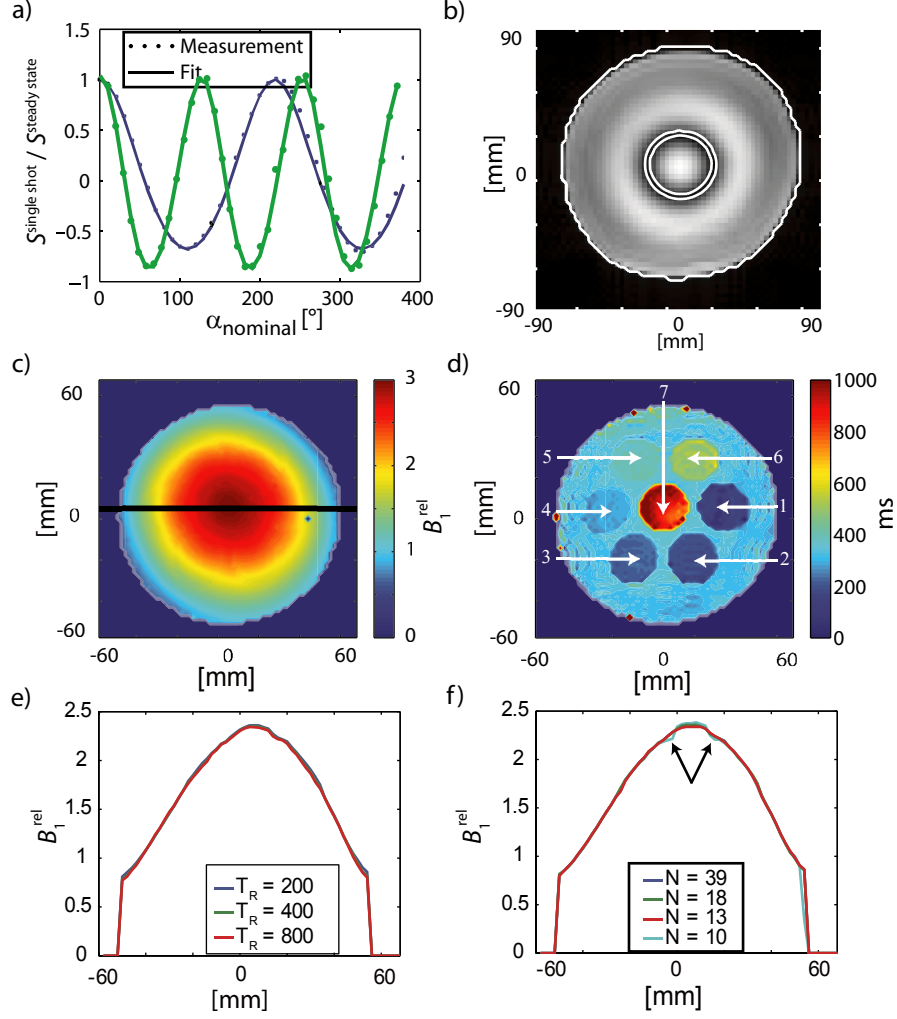 a)
Measurement
Fit
S^single shot / S^steady state
1
0.5
0
−0.5
−1
0 100 200 300 400
α_nominal [°]
b)
90
0
-90
[mm]
-90 0 90
[mm]
c)
60
0
-60
[mm]
-60 0 60
[mm]
3
2
1
0
B_1^rel
d)
7
5 6
4 1
3 2
60
0
-60
[mm]
-60 0 60
[mm]
1000
800
600
400
200
0
ms
e)
2.5
2
1.5
1
0.5
0
B_1^rel
T_R = 200
T_R = 400
T_R = 800
-60 0 60
[mm]
f)
2.5
2
1.5
1
0.5
0
B_1^rel
N = 39
N = 18
N = 13
N = 10
-60 0 60
[mm]